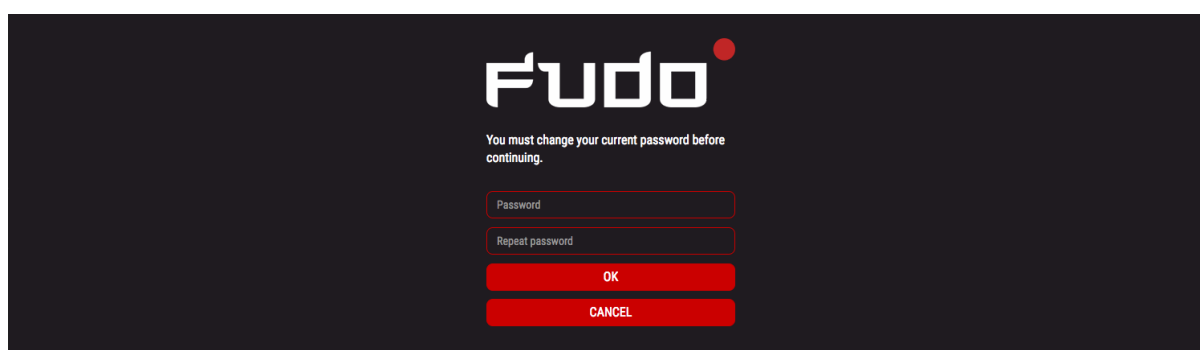 Fudo
You must change your current password before
continuing.
Password
Repeat password
OK
CANCEL